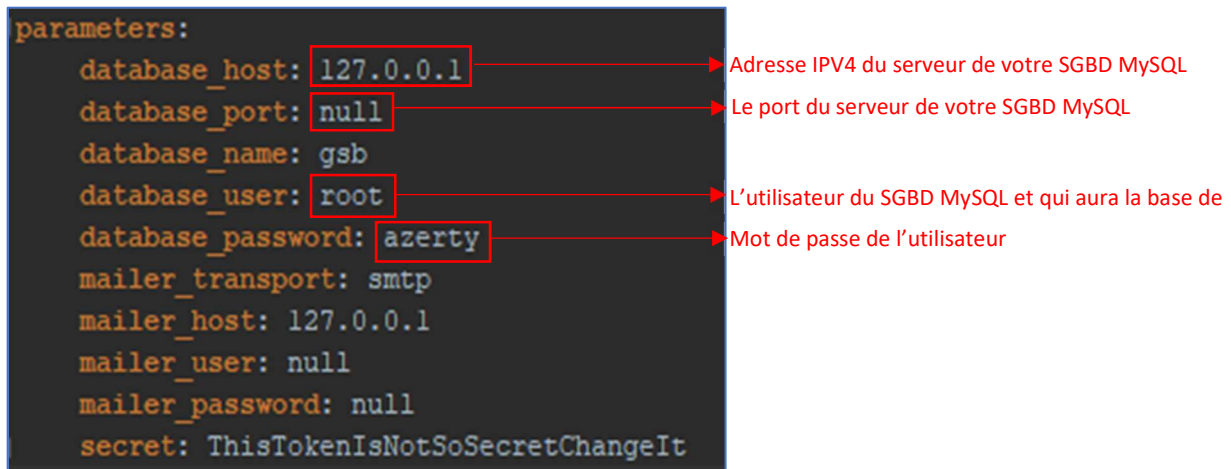 parameters:
database_host: 127.0.0.1 Adresse IPV4 du serveur de votre SGBD MySQL
database_port: null Le port du serveur de votre SGBD MySQL
database_name: gsb
database_user: root L’utilisateur du SGBD MySQL et qui aura la base de
database_password: azerty Mot de passe de l’utilisateur
mailer_transport: smtp
mailer_host: 127.0.0.1
mailer_user: null
mailer_password: null
secret: ThisTokenIsNotSoSecretChangeIt